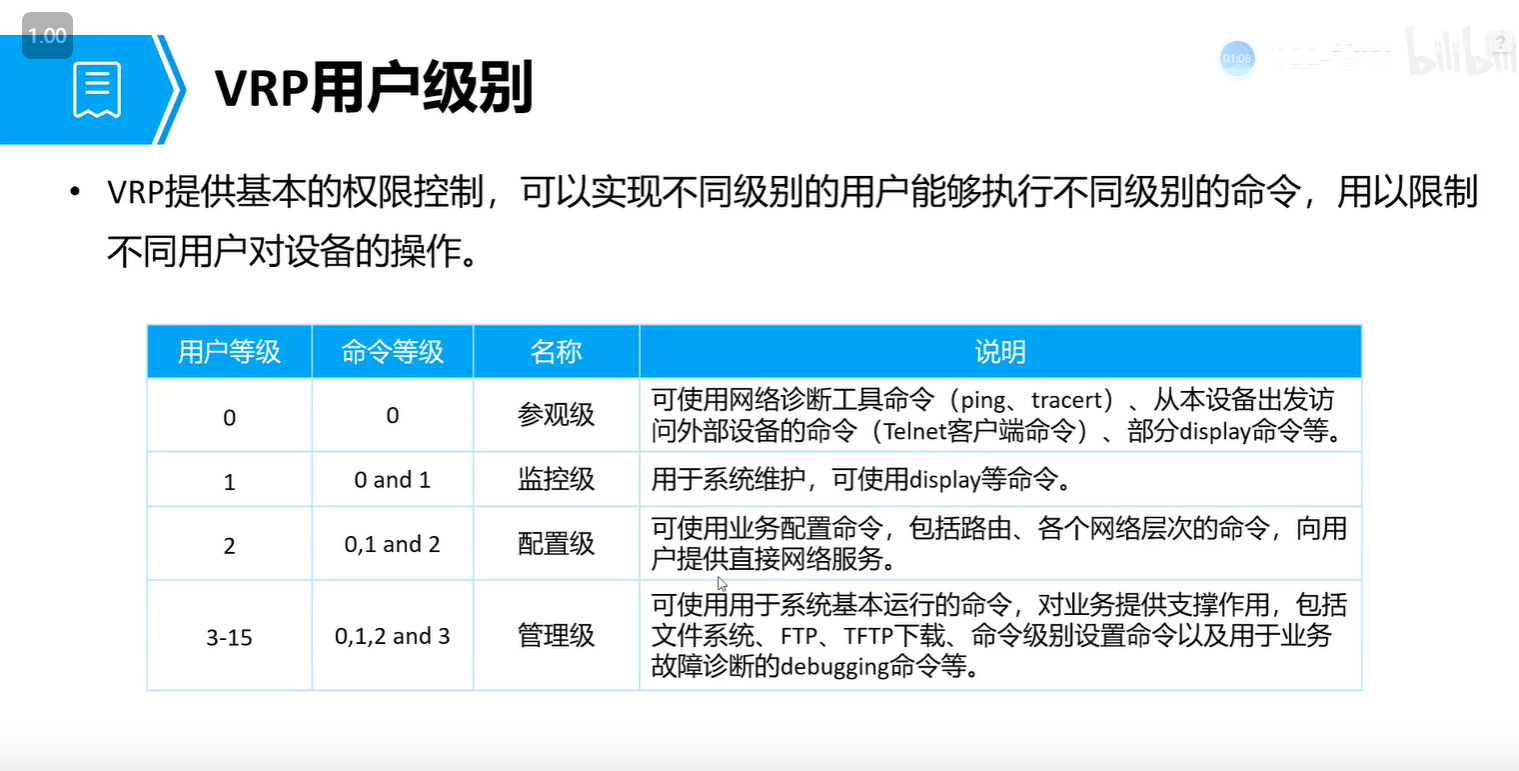 1.00
01:08
bilibili
?
VRP用户级别
• VRP提供基本的权限控制，可以实现不同级别的用户能够执行不同级别的命令，用以限制
不同用户对设备的操作。
用户等级 命令等级 名称 说明
0 0 参观级 可使用网络诊断工具命令（ping、tracert）、从本设备出发访
问外部设备的命令（Telnet客户端命令）、部分display命令等。
1 0 and 1 监控级 用于系统维护，可使用display等命令。
2 0,1 and 2 配置级 可使用业务配置命令，包括路由、各个网络层次的命令，向用
户提供直接网络服务。
3-15 0,1,2 and 3 管理级 可使用用于系统基本运行的命令，对业务提供支撑作用，包括
文件系统、FTP、TFTP下载、命令级别设置命令以及用于业务
故障诊断的debugging命令等。